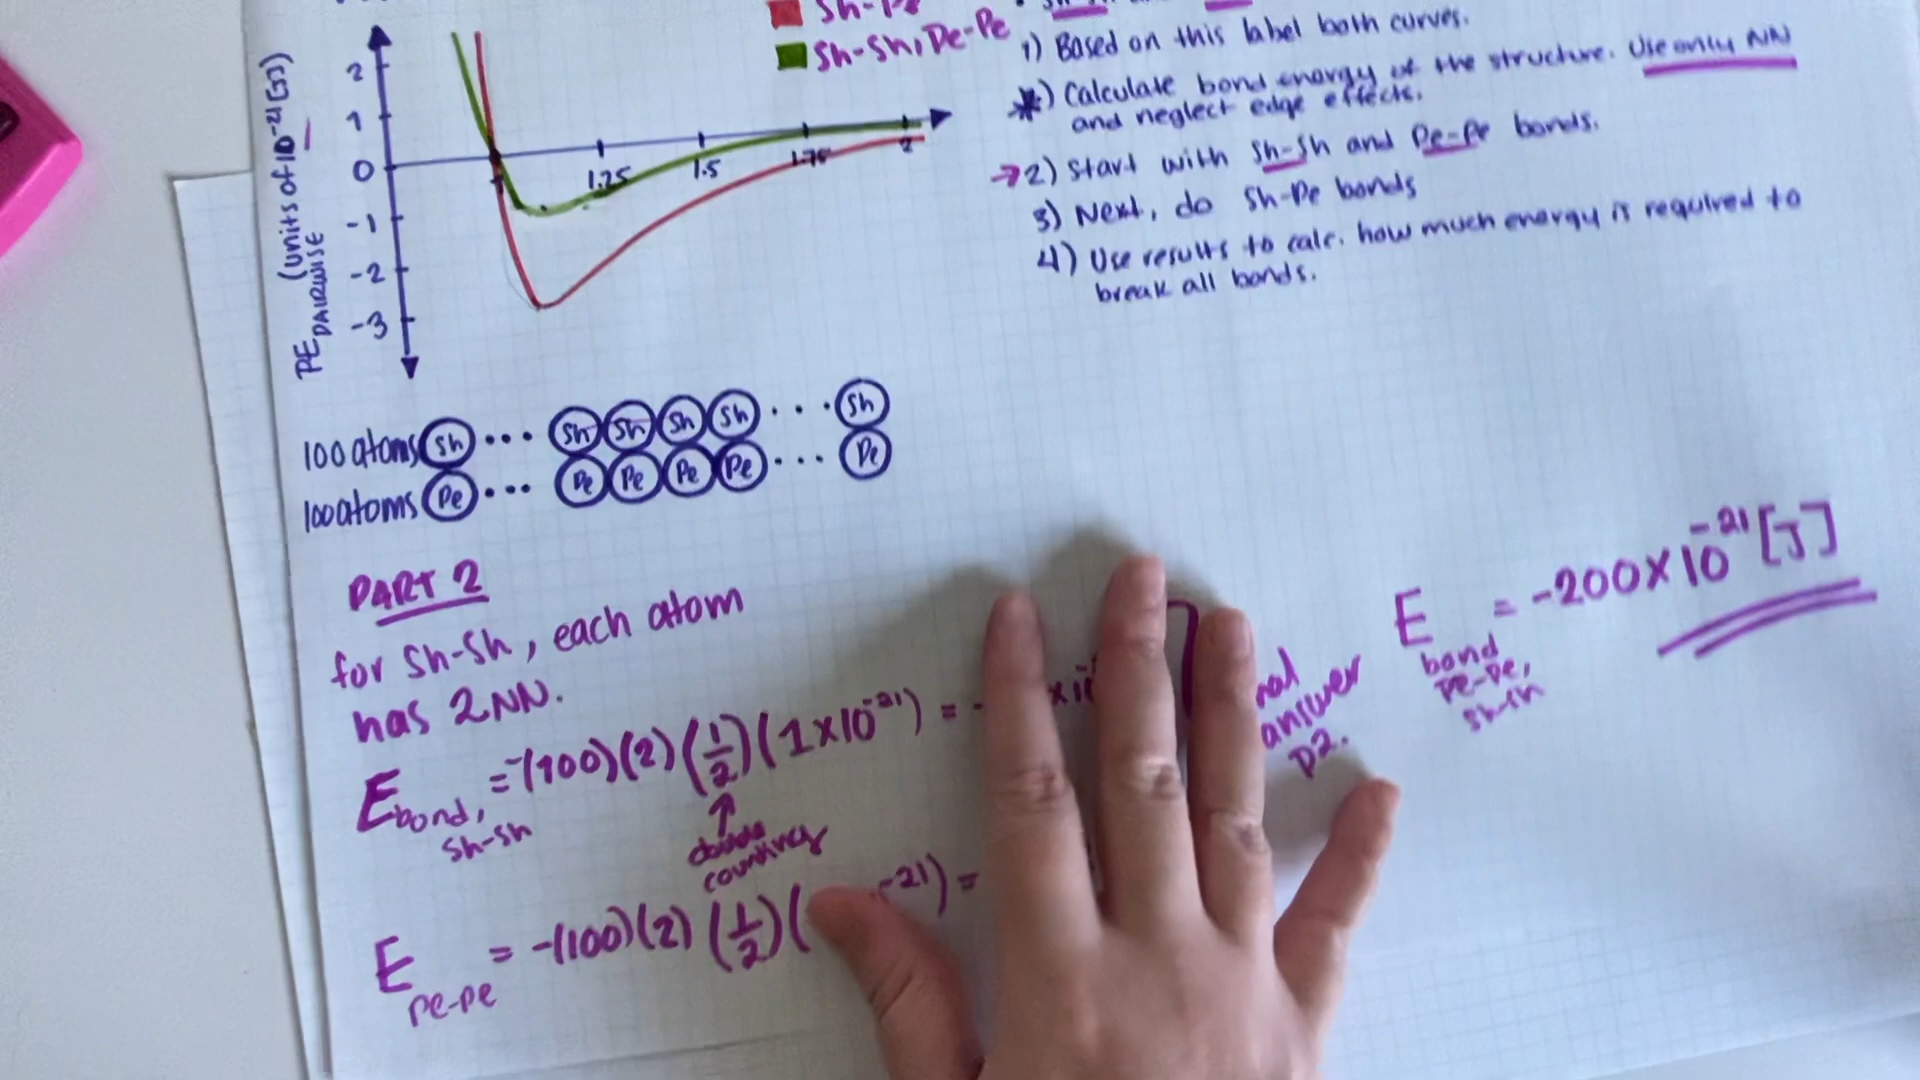 Sh-Pe
Sh-Sh, Pe-Pe
1) Based on this label both curves.
*) Calculate bond energy of the structure. Use only NN
and neglect edge effects.
→2) Start with Sh-Sh and Pe-Pe bonds.
3) Next, do Sh-Pe bonds
4) Use results to calc. how much energy is required to
break all bonds.
PE PAIRWISE (units of 10^-21 [J])
2
1
0
-1
-2
-3
1
1.25
1.5
1.75
2
100 atoms Sh ... Sh Sh Sh Sh ... Sh
100 atoms Pe ... Pe Pe Pe Pe ... Pe
PART 2
for Sh-Sh, each atom
has 2NN.
E bond, Sh-Sh = -(100)(2)(1/2)(1x10^-21) = -
double
counting
E Pe-Pe = -(100)(2)(1/2)( -21) =
answer
P2.
E bond Pe-Pe, Sh-Sh = -200x10^-21 [J]